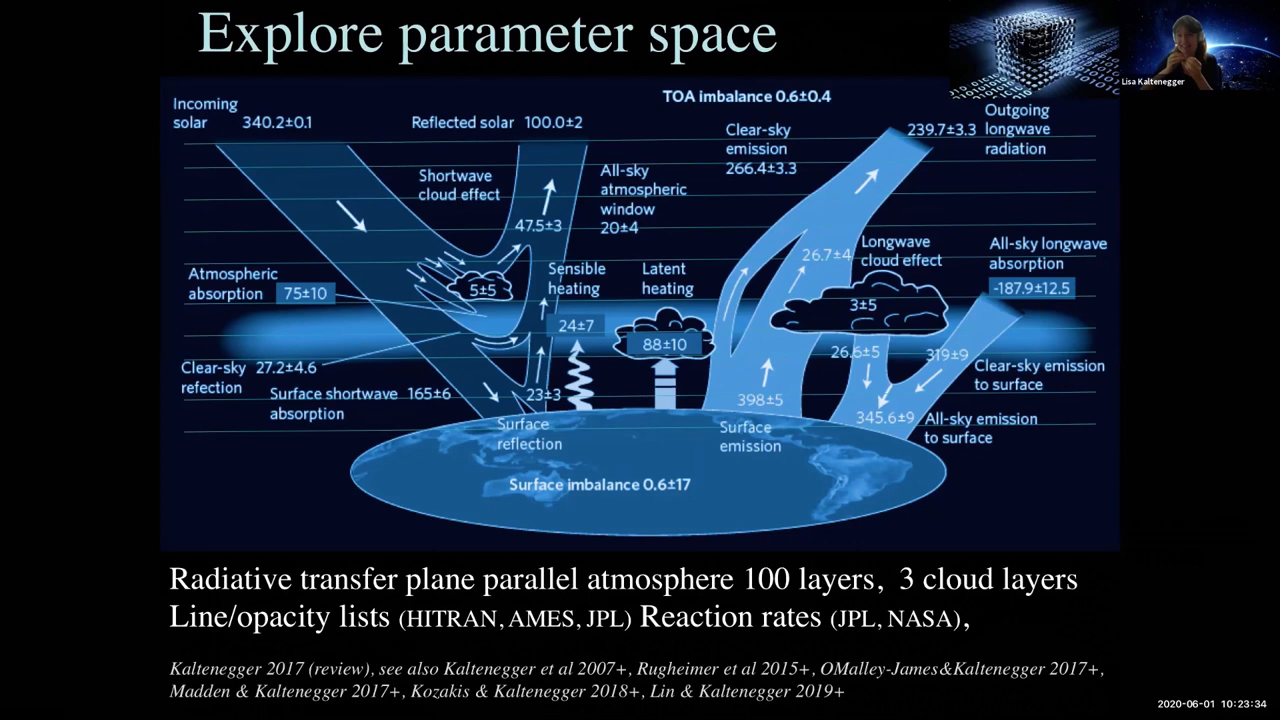 Explore parameter space
Lisa Kaltenegger
TOA imbalance 0.6±0.4
Incoming
solar 340.2±0.1
Reflected solar 100.0±2
Clear-sky
emission
266.4±3.3
239.7±3.3
Outgoing
longwave
radiation
Shortwave
cloud effect
All-sky
atmospheric
window
20±4
47.5±3
26.7±4
Longwave
cloud effect
All-sky longwave
absorption
-187.9±12.5
Atmospheric
absorption 75±10
5±5
Sensible
heating
Latent
heating
3±5
24±7
88±10
Clear-sky 27.2±4.6
refection
26.6±5
319±9
Clear-sky emission
to surface
Surface shortwave 165±6
absorption
23±3
398±5
345.6±9
All-sky emission
to surface
Surface
reflection
Surface
emission
Surface imbalance 0.6±17
Radiative transfer plane parallel atmosphere 100 layers, 3 cloud layers
Line/opacity lists (HITRAN, AMES, JPL) Reaction rates (JPL, NASA),
Kaltenegger 2017 (review), see also Kaltenegger et al 2007+, Rugheimer et al 2015+, OMalley-James&Kaltenegger 2017+,
Madden & Kaltenegger 2017+, Kozakis & Kaltenegger 2018+, Lin & Kaltenegger 2019+
2020-06-01 10:23:34